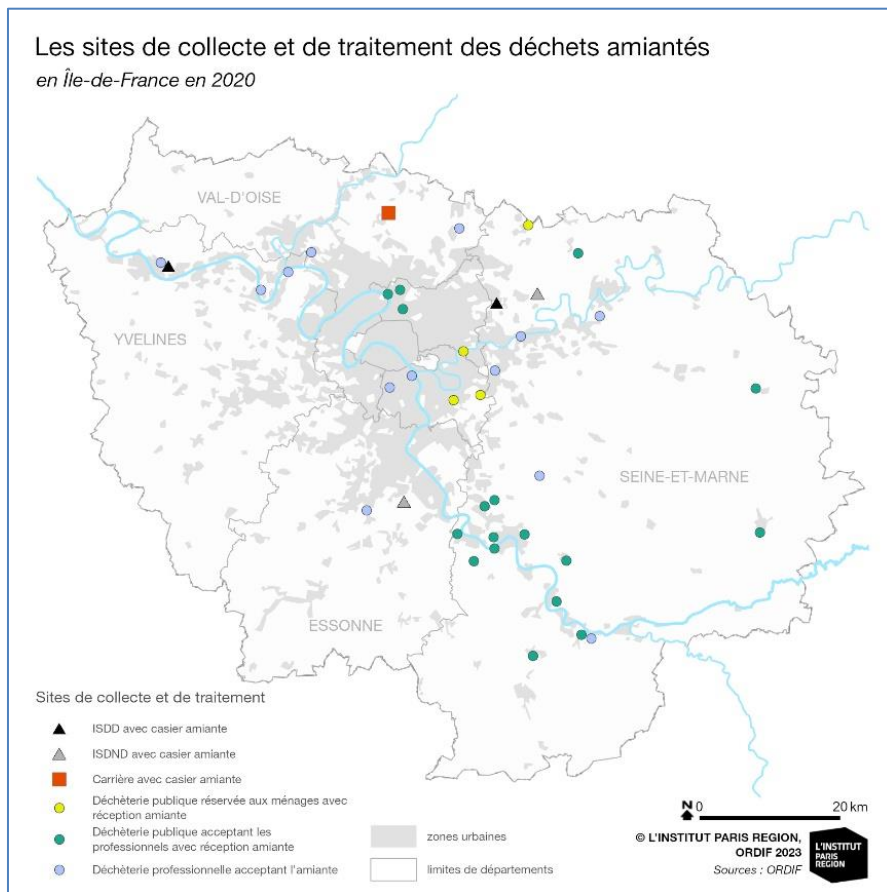 Les sites de collecte et de traitement des déchets amiantés
en Île-de-France en 2020
VAL-D'OISE
YVELINES
SEINE-ET-MARNE
ESSONNE
Sites de collecte et de traitement
ISDD avec casier amiante
ISDND avec casier amiante
Carrière avec casier amiante
Déchèterie publique réservée aux ménages avec
réception amiante
Déchèterie publique acceptant les
professionnels avec réception amiante
Déchèterie professionnelle acceptant l'amiante
zones urbaines
limites de départements
N 0 20 km
© L'INSTITUT PARIS REGION,
ORDIF 2023
Sources : ORDIF
L'INSTITUT
PARIS
REGION